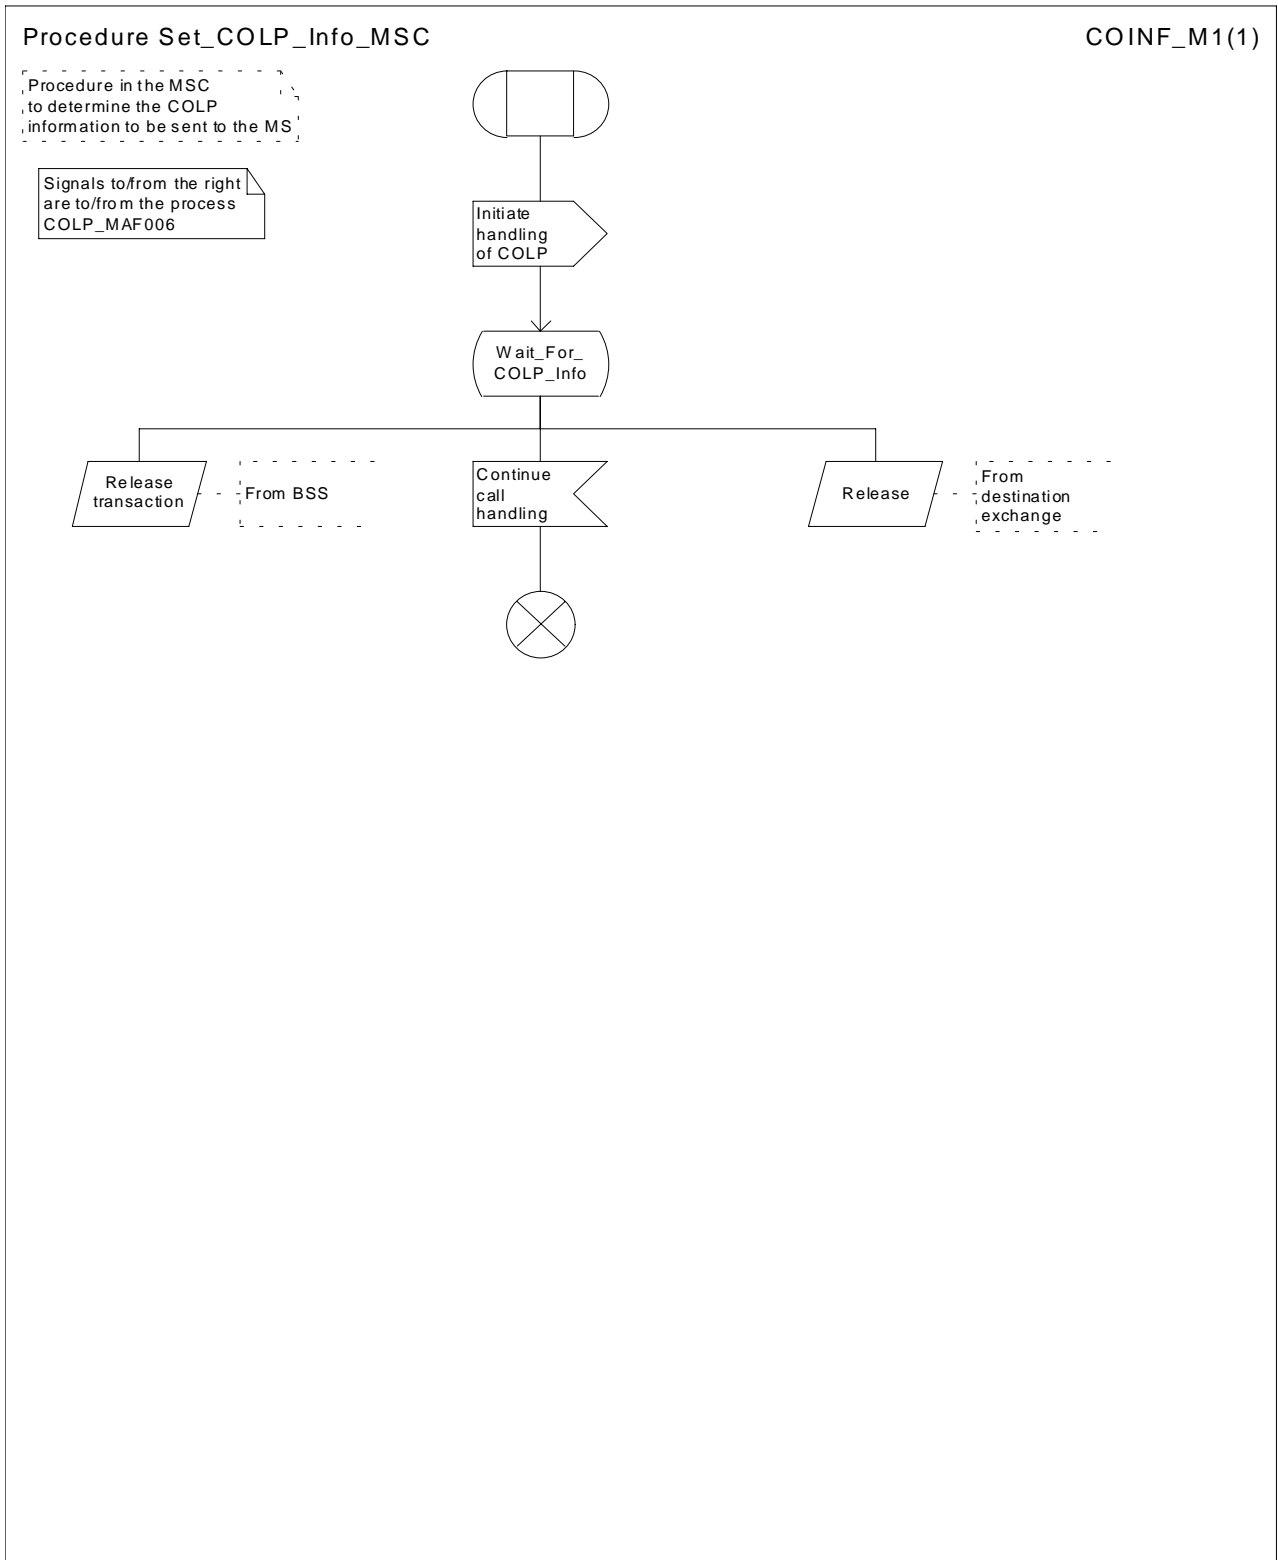 Procedure Set_COLP_Info_MSC
COINF_M1(1)
Procedure in the MSC
to determine the COLP
information to be sent to the MS
Signals to/from the right
are to/from the process
COLP_MAF006
Initiate
handling
of COLP
Wait_For_
COLP_Info
Release
transaction
From BSS
Continue
call
handling
Release
From
destination
exchange